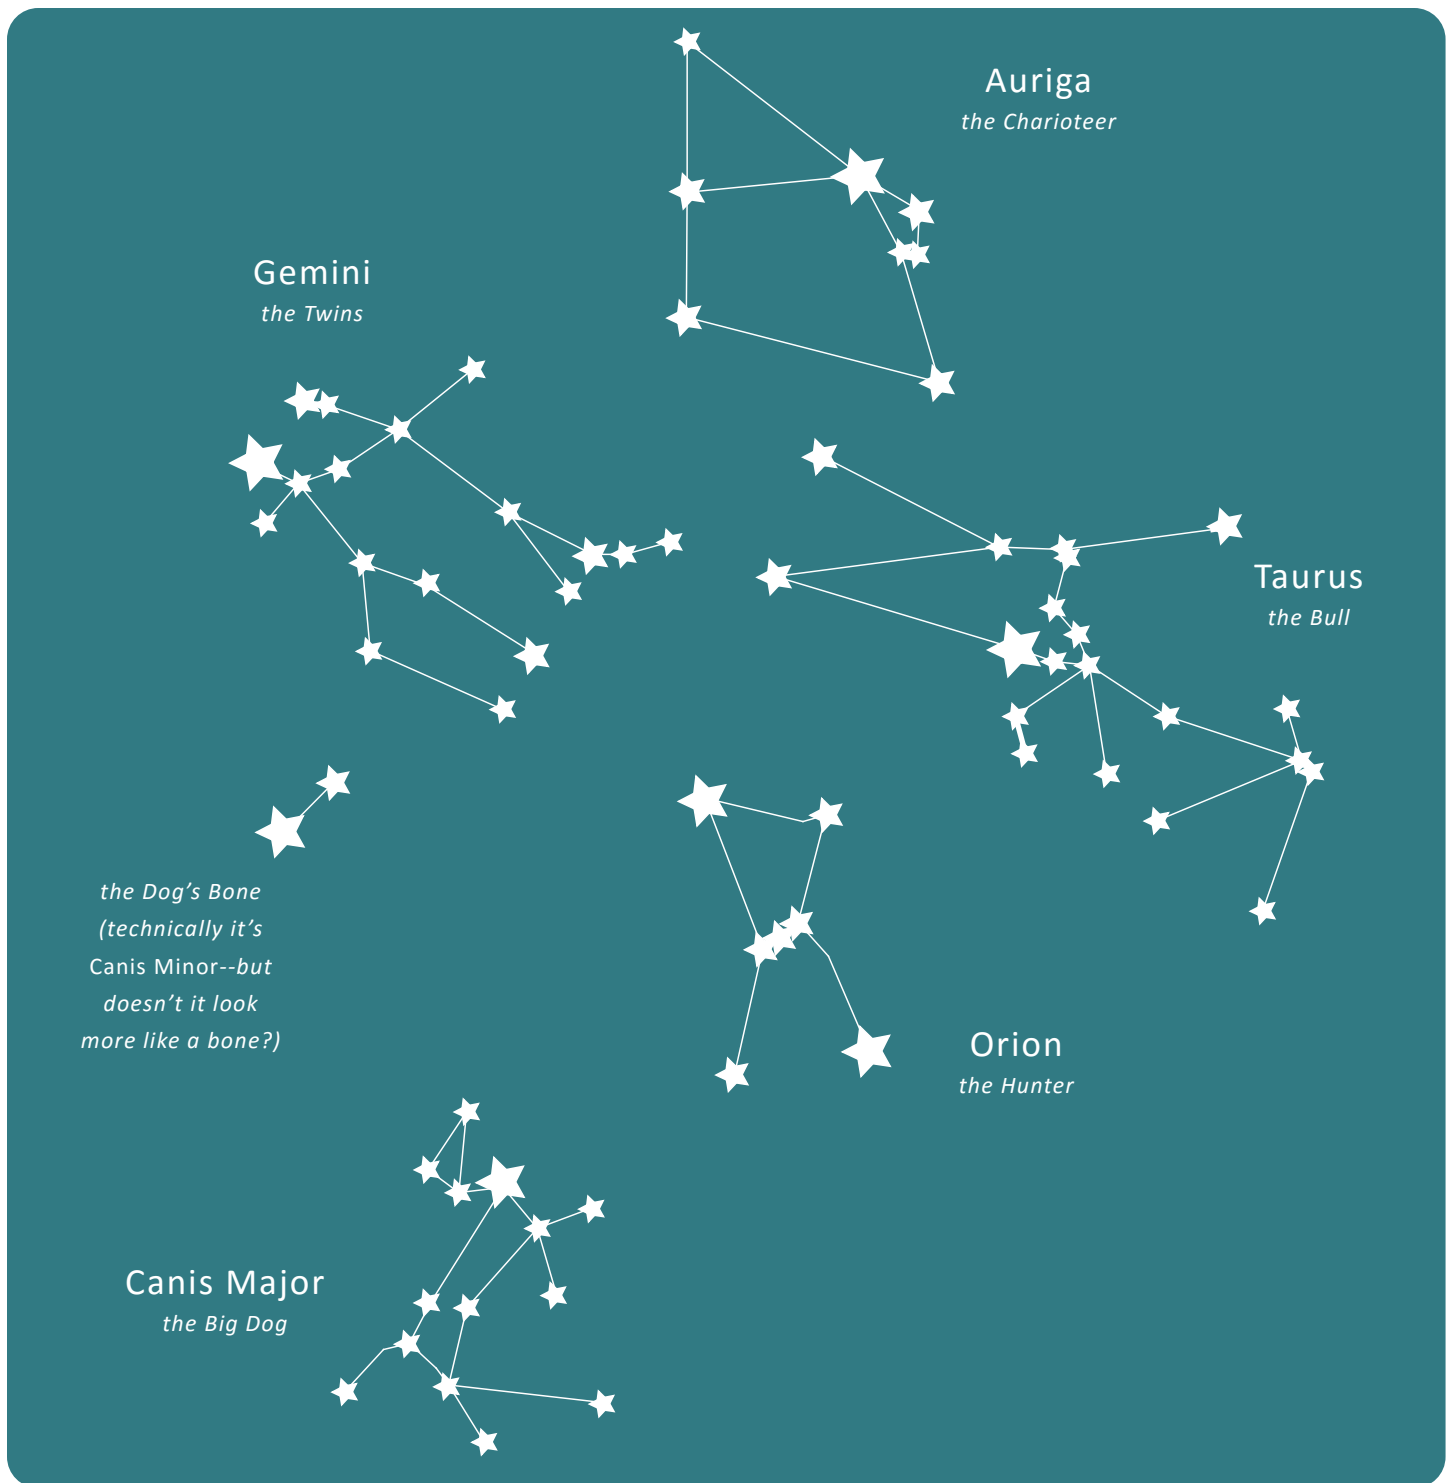 Auriga
the Charioteer
Gemini
the Twins
Taurus
the Bull
the Dog’s Bone
(technically it’s
Canis Minor--but
doesn’t it look
more like a bone?)
Orion
the Hunter
Canis Major
the Big Dog